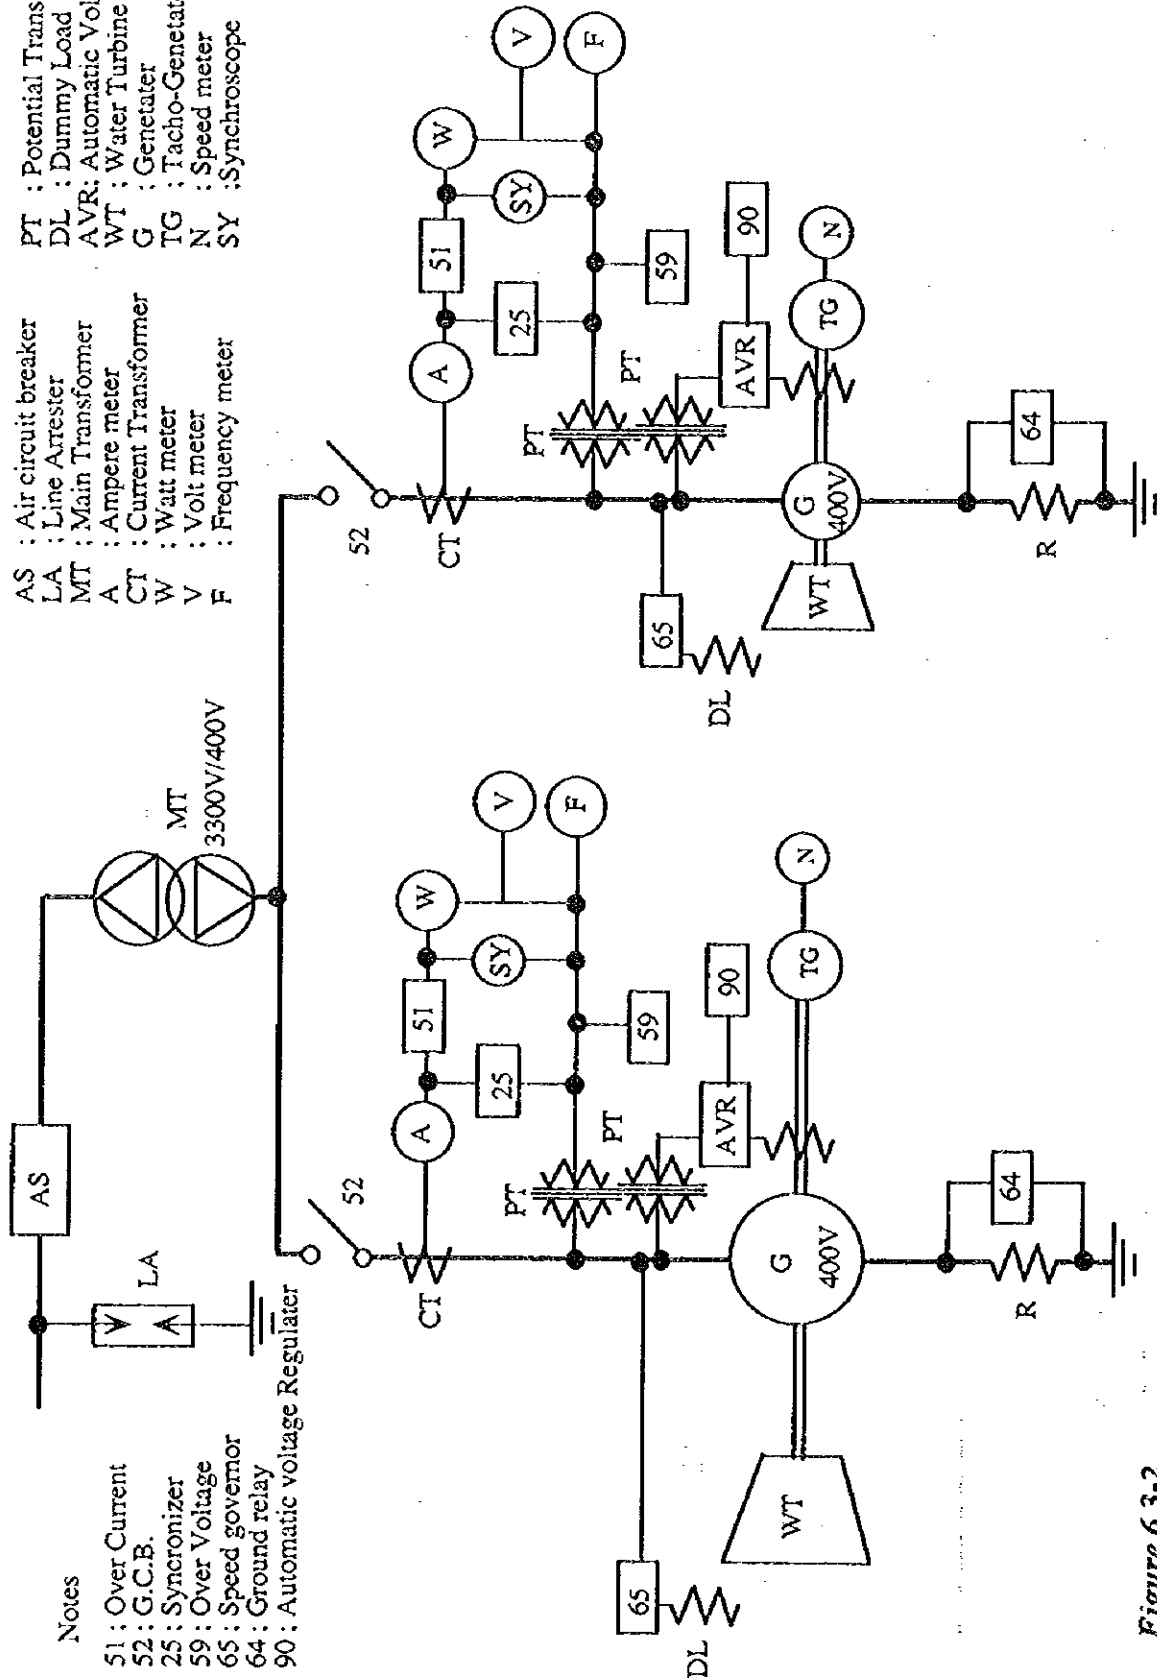 Notes
51 : Over Current
52 : G.C.B.
25 : Syncronizer
59 : Over Voltage
65 : Speed governor
64 : Ground relay
90 : Automatic voltage Regulater
AS : Air circuit breaker
LA : Line Arrester
MT : Main Transformer
A : Ampere meter
CT : Current Transformer
W : Watt meter
V : Volt meter
F : Frequency meter
PT : Potential Trans
DL : Dummy Load
AVR: Automatic Vol
WT : Water Turbine
G : Genetater
TG : Tacho-Genetat
N : Speed meter
SY :Synchroscope
AS
LA
MT
3300V/400V
52
CT
A
51
W
V
25
SY
F
59
PT
PT
AVR
90
65
DL
WT
G
400V
TG
N
64
R
52
CT
A
51
W
V
25
SY
F
59
PT
PT
AVR
90
65
DL
WT
G
400V
TG
N
64
R
Figure 6.3-2